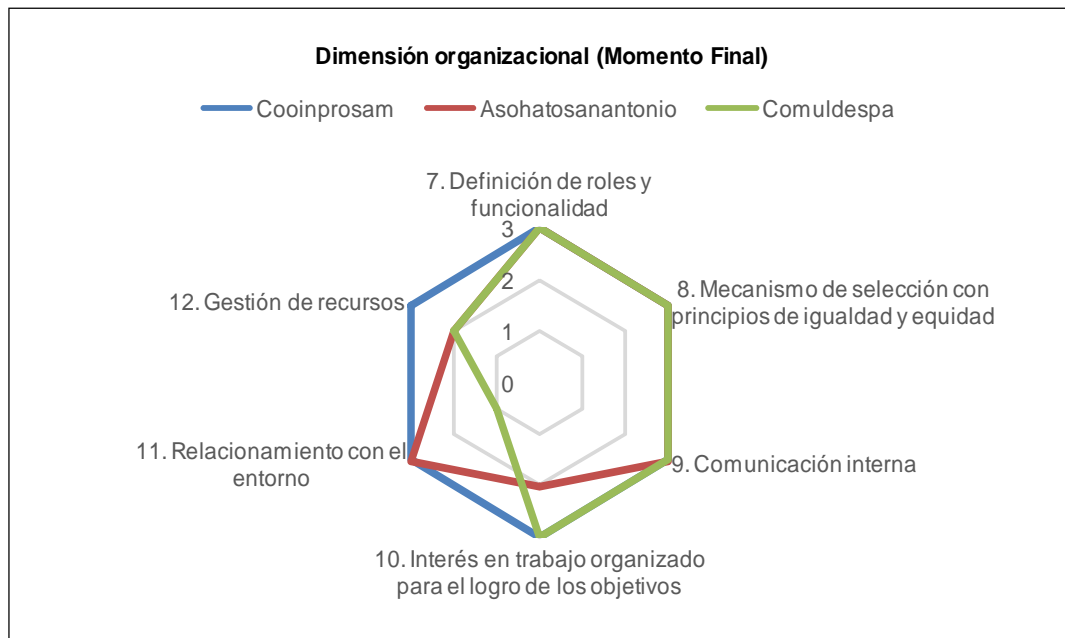 Dimensión organizacional (Momento Final)
Cooinprosam Asohatosanantonio Comuldespa
7. Definición de roles y
funcionalidad
3
2
1
0
8. Mecanismo de selección con
principios de igualdad y equidad
9. Comunicación interna
10. Interés en trabajo organizado
para el logro de los objetivos
11. Relacionamiento con el
entorno
12. Gestión de recursos